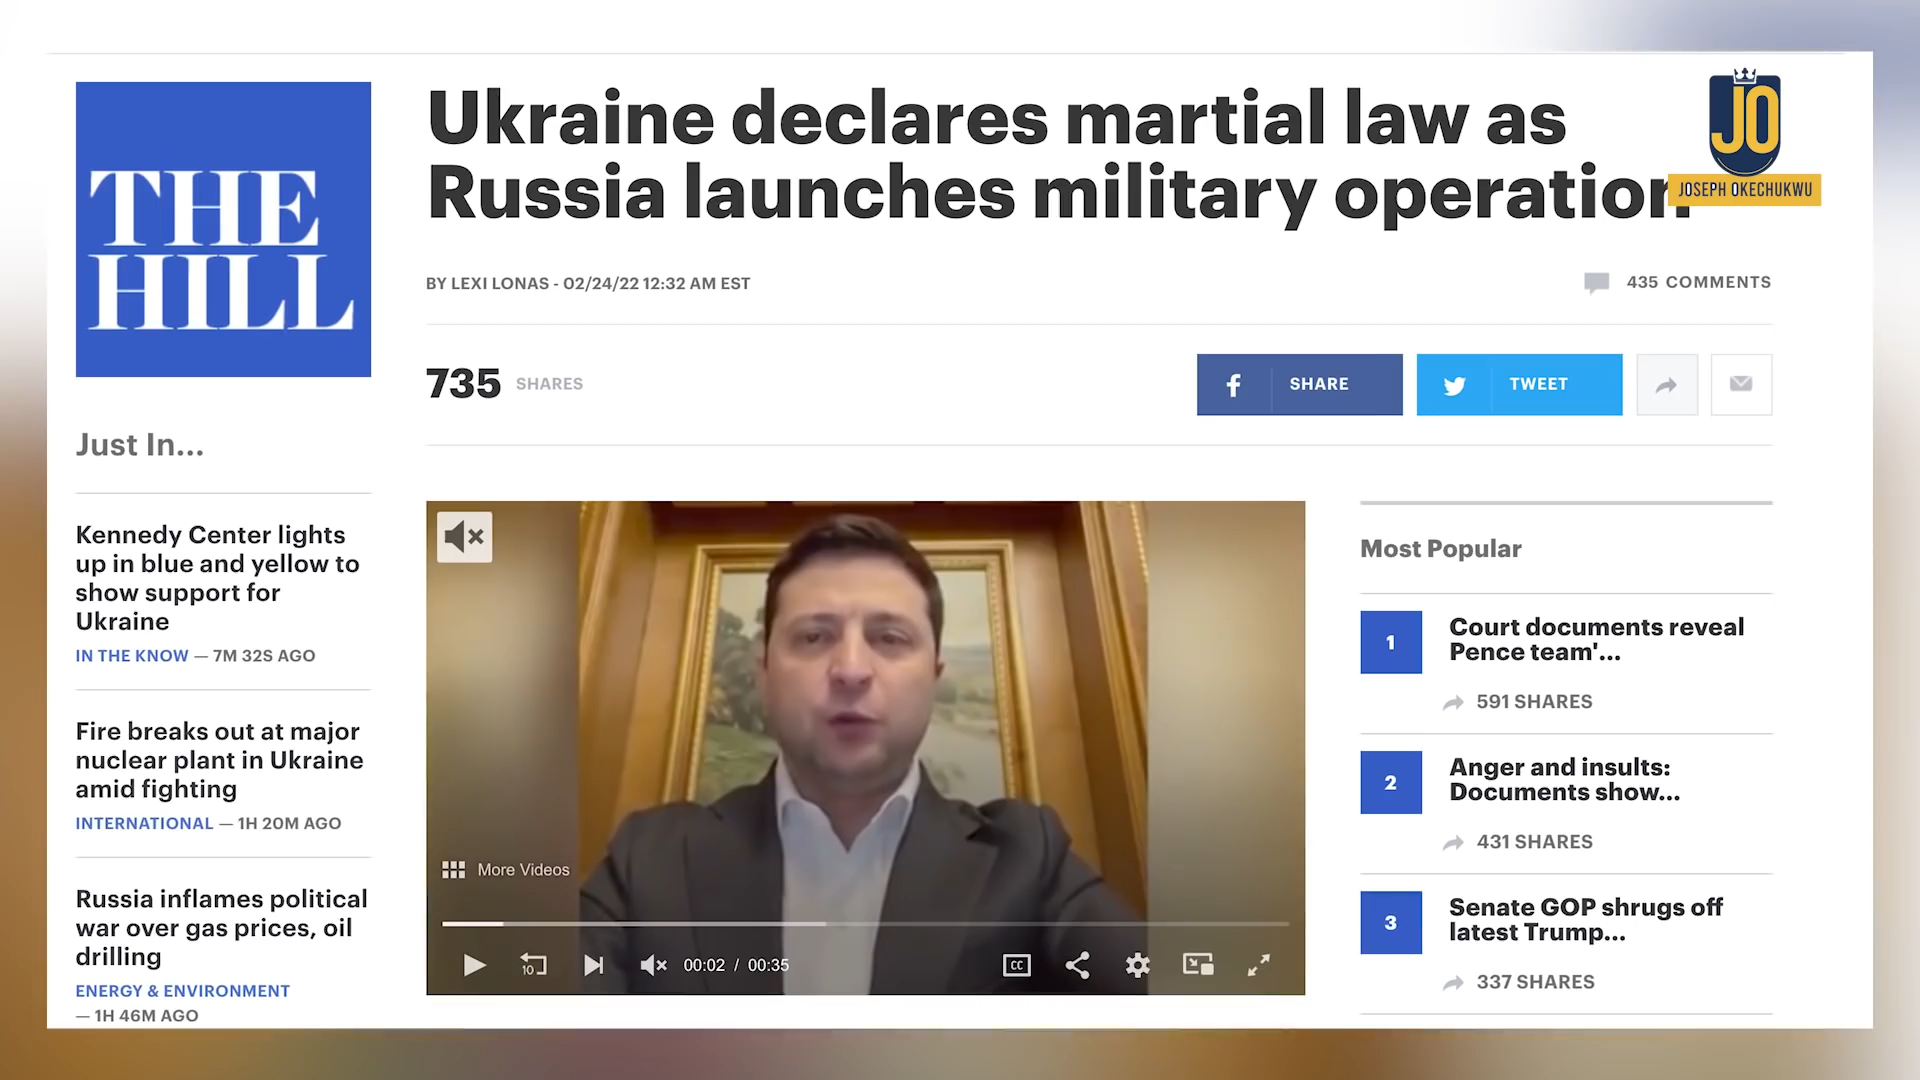 THE
HILL
Ukraine declares martial law as
Russia launches military operation
JO
JOSEPH OKECHUKWU
BY LEXI LONAS - 02/24/22 12:32 AM EST
435 COMMENTS
735 SHARES
SHARE
TWEET
Just In...
Kennedy Center lights
up in blue and yellow to
show support for
Ukraine
IN THE KNOW — 7M 32S AGO
Fire breaks out at major
nuclear plant in Ukraine
amid fighting
INTERNATIONAL — 1H 20M AGO
Russia inflames political
war over gas prices, oil
drilling
ENERGY & ENVIRONMENT
— 1H 46M AGO
More Videos
10
00:02 / 00:35
CC
Most Popular
1
Court documents reveal
Pence team'...
591 SHARES
2
Anger and insults:
Documents show...
431 SHARES
3
Senate GOP shrugs off
latest Trump...
337 SHARES